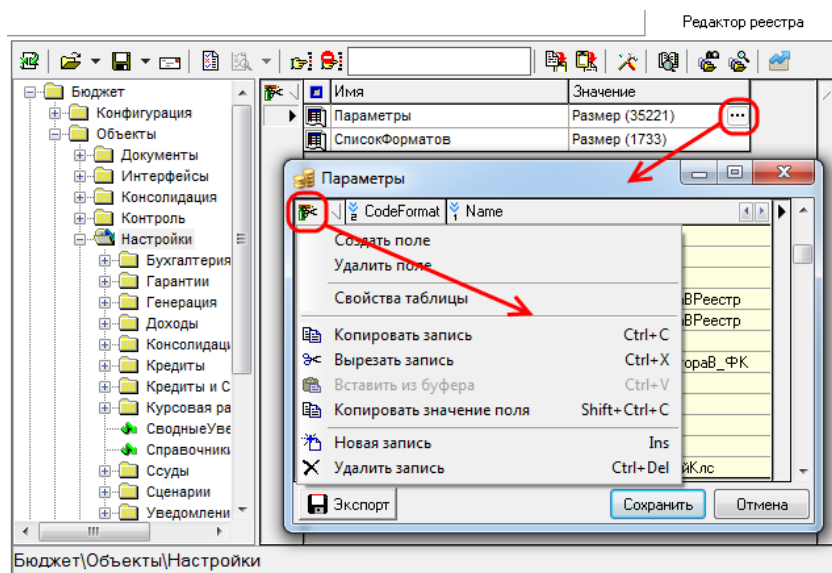 Редактор реестра
Бюджет
Конфигурация
Объекты
Документы
Интерфейсы
Консолидация
Контроль
Настройки
Бухгалтерия
Гарантии
Генерация
Доходы
Консолидаци
Кредиты
Кредиты и С
Курсовая ра
СводныеУве
Справочники
Ссуды
Сценарии
Уведомлени
Имя Значение
Параметры Размер (35221)
СписокФорматов Размер (1733)
Параметры
2 CodeFormat 1 Name
Создать поле
Удалить поле
Свойства таблицы
Копировать запись Ctrl+C
Вырезать запись Ctrl+X
Вставить из буфера Ctrl+V
Копировать значение поля Shift+Ctrl+C
Новая запись Ins
Удалить запись Ctrl+Del
вВРеестр
вВРеестр
ораВ_ФК
йКлс
Экспорт Сохранить Отмена
Бюджет\Объекты\Настройки